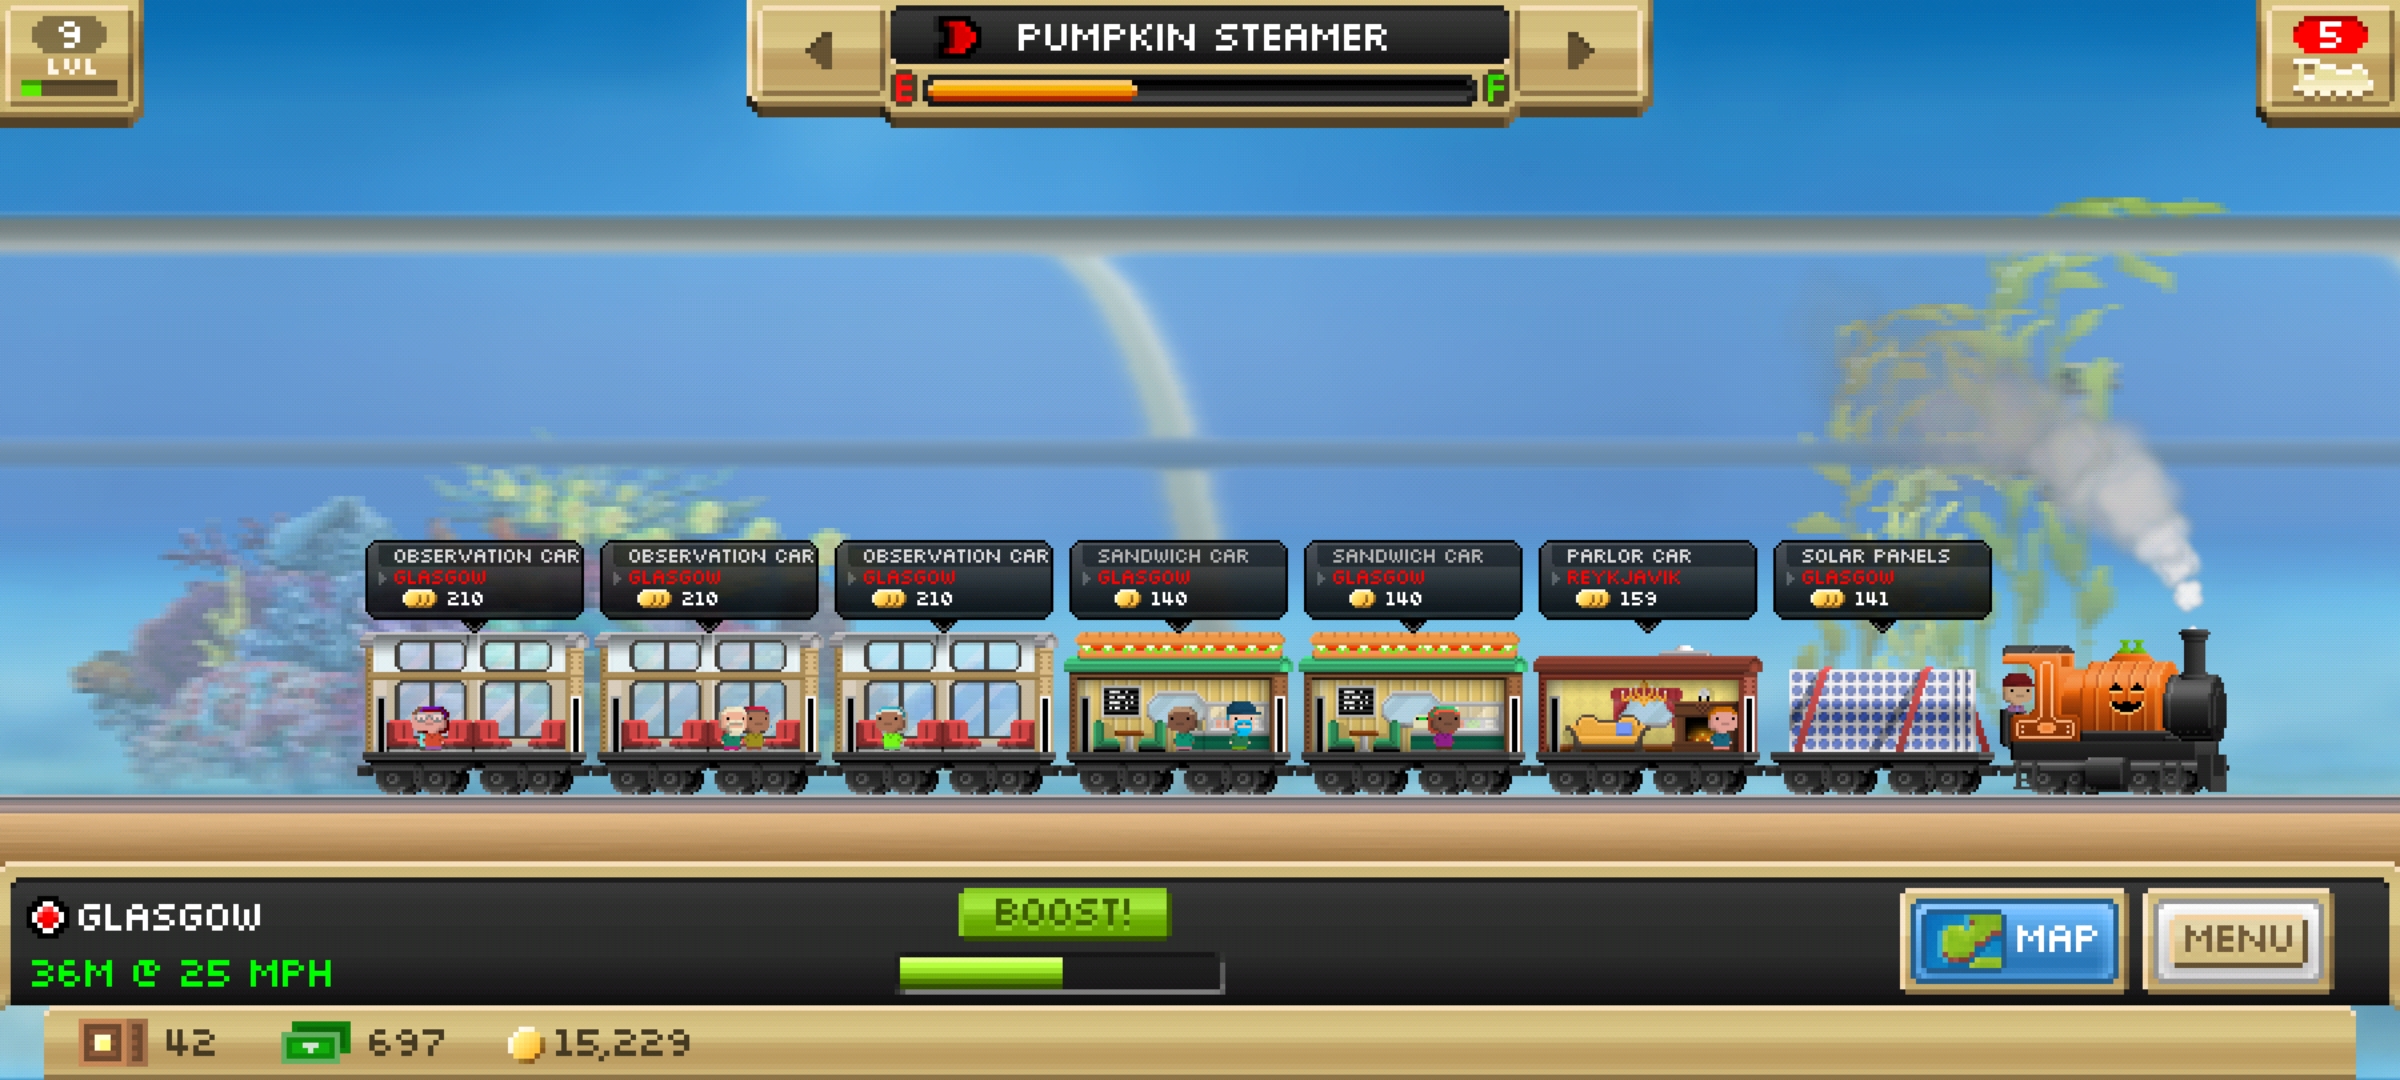 9
LVL
PUMPKIN STEAMER
E
F
5
OBSERVATION CAR
GLASGOW
210
OBSERVATION CAR
GLASGOW
210
OBSERVATION CAR
GLASGOW
210
SANDWICH CAR
GLASGOW
140
SANDWICH CAR
GLASGOW
140
PARLOR CAR
REYKJAVIK
159
SOLAR PANELS
GLASGOW
141
GLASGOW
36M @ 25 MPH
BOOST!
MAP
MENU
42
697
15,229